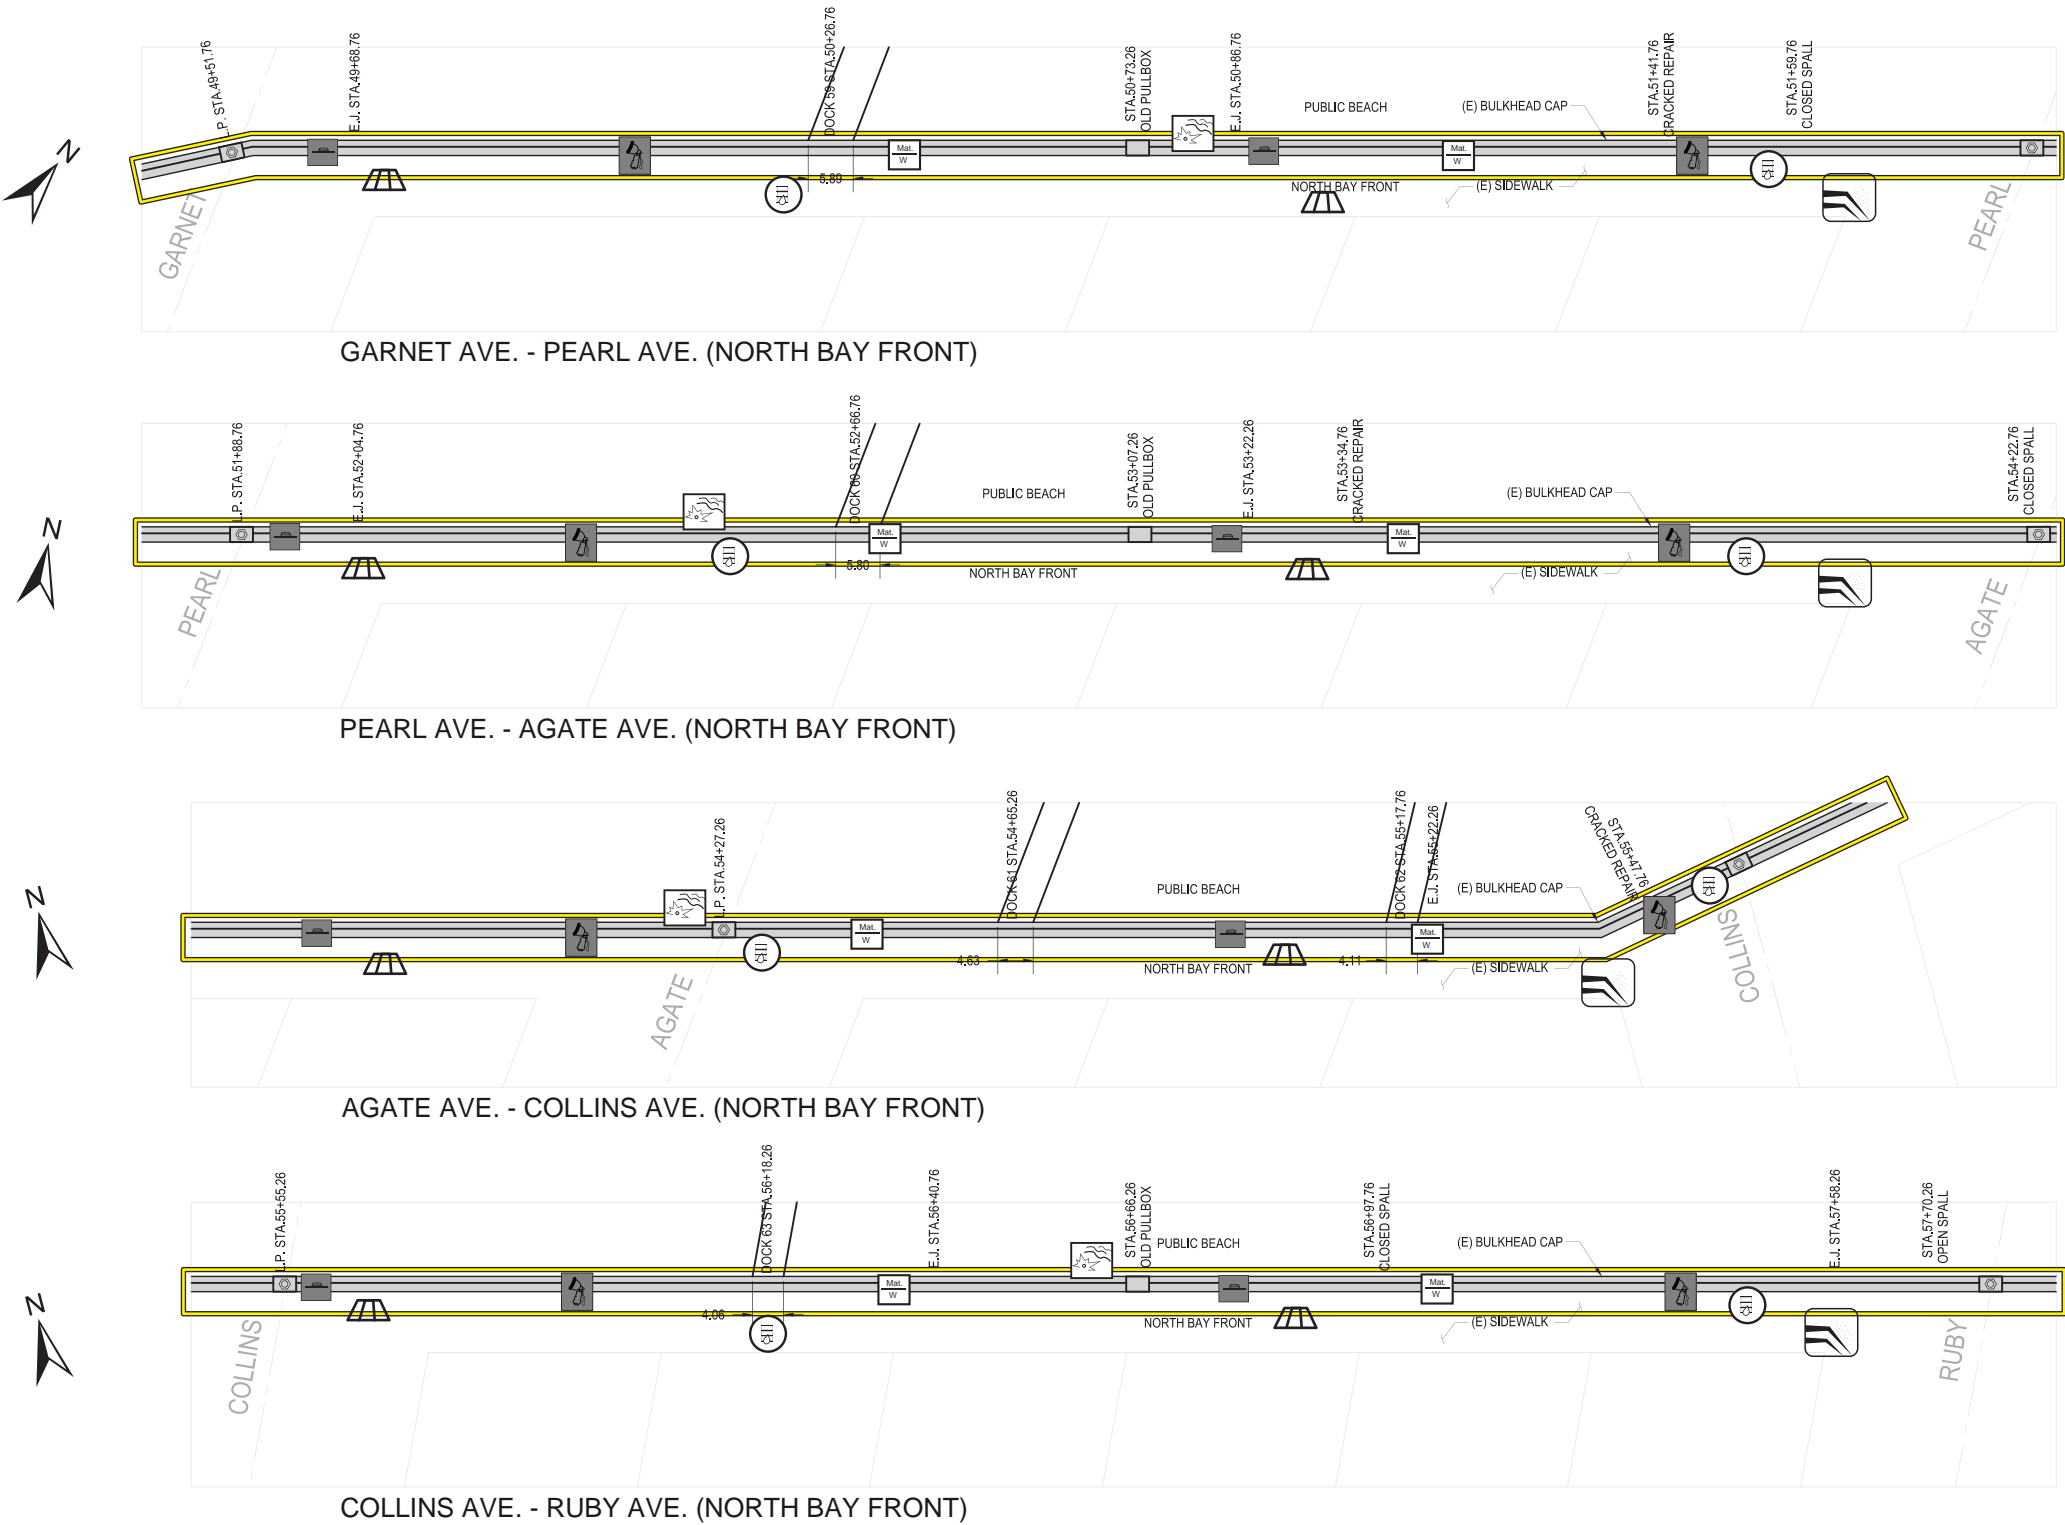 L.P. STA.49+51.76
E.J. STA.49+68.76
DOCK 59 STA.50+26.76
STA.50+73.26
OLD PULLBOX
E.J. STA.50+86.76
PUBLIC BEACH
(E) BULKHEAD CAP
STA.51+41.76
CRACKED REPAIR
STA.51+59.76
CLOSED SPALL
N
Mat.
W
Mat.
W
5.89
NORTH BAY FRONT
(E) SIDEWALK
GARNET
PEARL
GARNET AVE. - PEARL AVE. (NORTH BAY FRONT)
L.P. STA.51+88.76
E.J. STA.52+04.76
DOCK 60 STA.52+66.76
PUBLIC BEACH
STA.53+07.26
OLD PULLBOX
E.J. STA.53+22.26
STA.53+34.76
CRACKED REPAIR
(E) BULKHEAD CAP
STA.54+22.76
CLOSED SPALL
N
Mat.
W
Mat.
W
5.80
NORTH BAY FRONT
(E) SIDEWALK
PEARL
AGATE
PEARL AVE. - AGATE AVE. (NORTH BAY FRONT)
L.P. STA.54+27.26
DOCK 61 STA.54+65.26
PUBLIC BEACH
DOCK 62 STA.55+17.76
E.J. STA.55+22.26
(E) BULKHEAD CAP
STA.55+47.76
CRACKED REPAIR
N
Mat.
W
Mat.
W
4.63
NORTH BAY FRONT
4.11
(E) SIDEWALK
AGATE
COLLINS
AGATE AVE. - COLLINS AVE. (NORTH BAY FRONT)
L.P. STA.55+55.26
DOCK 63 STA.56+18.26
E.J. STA.56+40.76
STA.56+66.26
OLD PULLBOX
PUBLIC BEACH
STA.56+97.76
CLOSED SPALL
(E) BULKHEAD CAP
E.J. STA.57+58.26
STA.57+70.26
OPEN SPALL
N
Mat.
W
Mat.
W
4.06
NORTH BAY FRONT
(E) SIDEWALK
COLLINS
RUBY
COLLINS AVE. - RUBY AVE. (NORTH BAY FRONT)